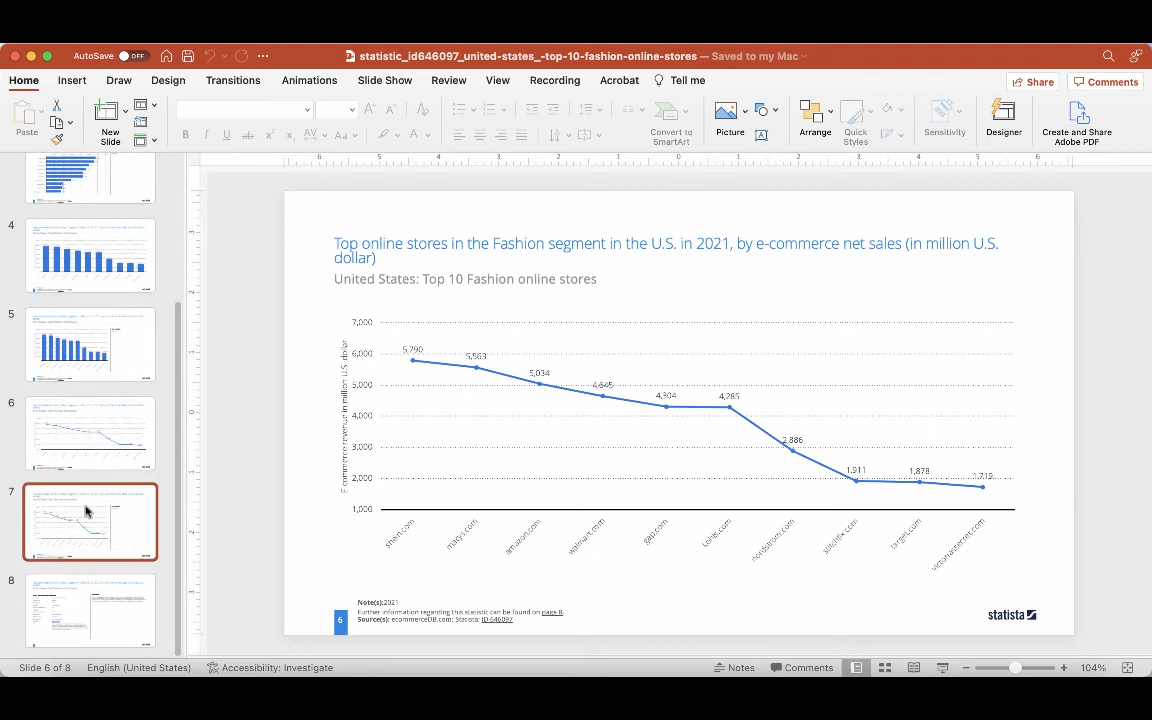 AutoSave OFF
statistic_id646097_united-states_-top-10-fashion-online-stores — Saved to my Mac
Home Insert Draw Design Transitions Animations Slide Show Review View Recording Acrobat Tell me Share Comments
Paste
New Slide
Convert to SmartArt
Picture
Arrange
Quick Styles
Sensitivity
Designer
Create and Share Adobe PDF
4
5
6
7
8
Top online stores in the Fashion segment in the U.S. in 2021, by e-commerce net sales (in million U.S.
dollar)
United States: Top 10 Fashion online stores
E-commerce revenue in million U.S. dollar
7,000
6,000
5,000
4,000
3,000
2,000
1,000
5,790
5,563
5,034
4,645
4,304
4,285
2,886
1,911
1,878
1,719
shein.com
macys.com
amazon.com
walmart.com
gap.com
kohls.com
nordstrom.com
stitchfix.com
target.com
victoriassecret.com
6
Note(s):2021
Further information regarding this statistic can be found on page 8.
Source(s): ecommerceDB.com; Statista; ID 646097
statista
Slide 6 of 8 English (United States) Accessibility: Investigate Notes Comments 104%